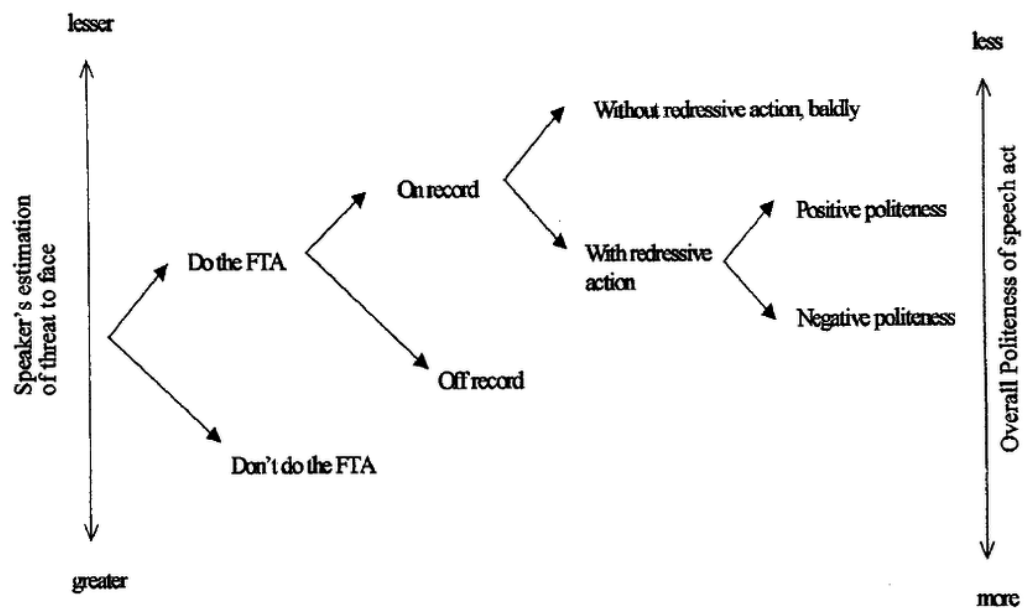 lesser
less
Without redressive action, baldly
On record
Positive politeness
Do the FTA
With redressive
action
Negative politeness
Off record
Don't do the FTA
Speaker's estimation
of threat to face
Overall Politeness of speech act
greater
more